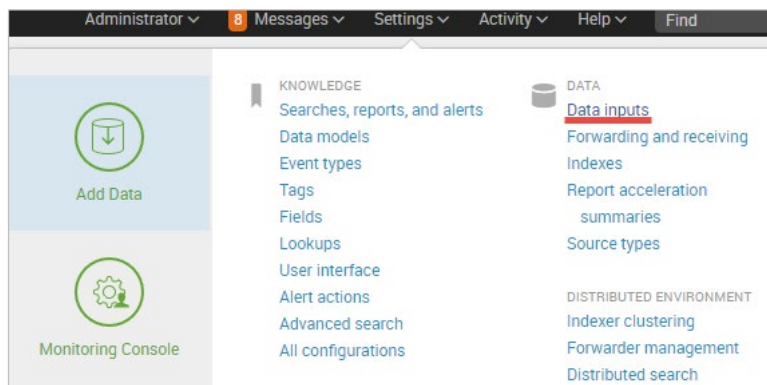 Administrator 8 Messages Settings Activity Help Find
Add Data
Monitoring Console
KNOWLEDGE
Searches, reports, and alerts
Data models
Event types
Tags
Fields
Lookups
User interface
Alert actions
Advanced search
All configurations
DATA
Data inputs
Forwarding and receiving
Indexes
Report acceleration
summaries
Source types
DISTRIBUTED ENVIRONMENT
Indexer clustering
Forwarder management
Distributed search